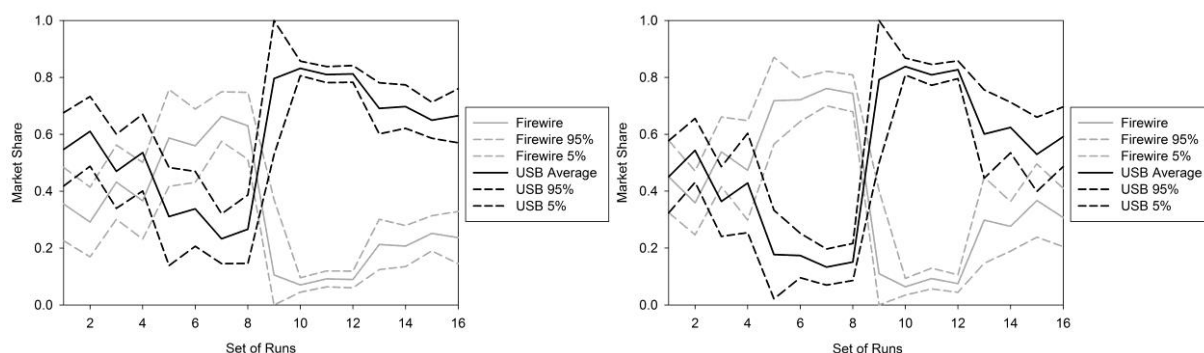 1.0
0.8
0.6
0.4
0.2
0.0
Market Share
2 4 6 8 10 12 14 16
Set of Runs
Firewire
Firewire 95%
Firewire 5%
USB Average
USB 95%
USB 5%
1.0
0.8
0.6
0.4
0.2
0.0
Market Share
2 4 6 8 10 12 14 16
Set of Runs
Firewire
Firewire 95%
Firewire 5%
USB Average
USB 95%
USB 5%